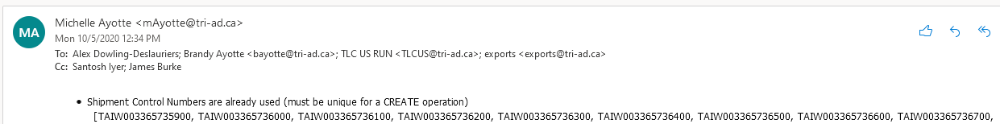 Michelle Ayotte <mAyotte@tri-ad.ca>
MA
Mon 10/5/2020 12:34 PM
To: Alex Dowling-Deslauriers; Brandy Ayotte <bayotte@tri-ad.ca>; TLC US RUN <TLCUS@tri-ad.ca>; exports <exports@tri-ad.ca>
Cc: Santosh Iyer; James Burke
• Shipment Control Numbers are already used (must be unique for a CREATE operation)
[TAIW003365735900, TAIW003365736000, TAIW003365736100, TAIW003365736200, TAIW003365736300, TAIW003365736400, TAIW003365736500, TAIW003365736600, TAIW003365736700,